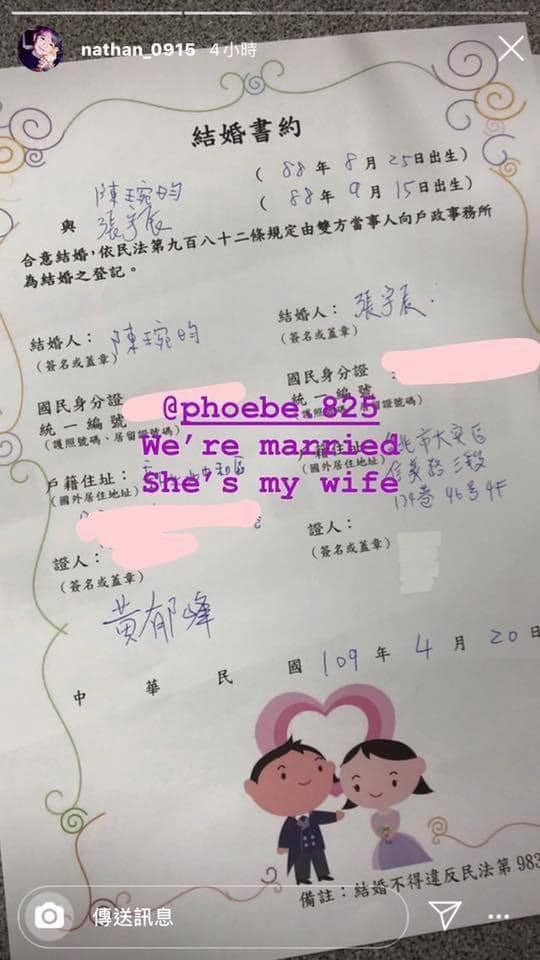 nathan_0915 4小時
結婚書約
陳琬昀
( 88 年 8 月 25 日出生)
與 張宇辰
( 88 年 9 月 15 日出生)
合意結婚，依民法第九百八十二條規定由雙方當事人向戶政事務所
為結婚之登記。
結婚人：陳琬昀
(簽名或蓋章)
結婚人：張宇辰
(簽名或蓋章)
國民身分證
統一編號
(護照號碼、居留證號碼)
國民身分證
統一編號
(護照號碼、居留證號碼)
@phoebe_825
We're married
She's my wife
戶籍住址：
(國外居住地址)
戶籍住址：北市大安區
(國外居住地址) 信義路三段
134巷 46号 4F
證人：
(簽名或蓋章)
黃郁峰
證人：
(簽名或蓋章)
中 華 民 國 109 年 4 月 20 日
備註：結婚不得違反民法第 983
傳送訊息